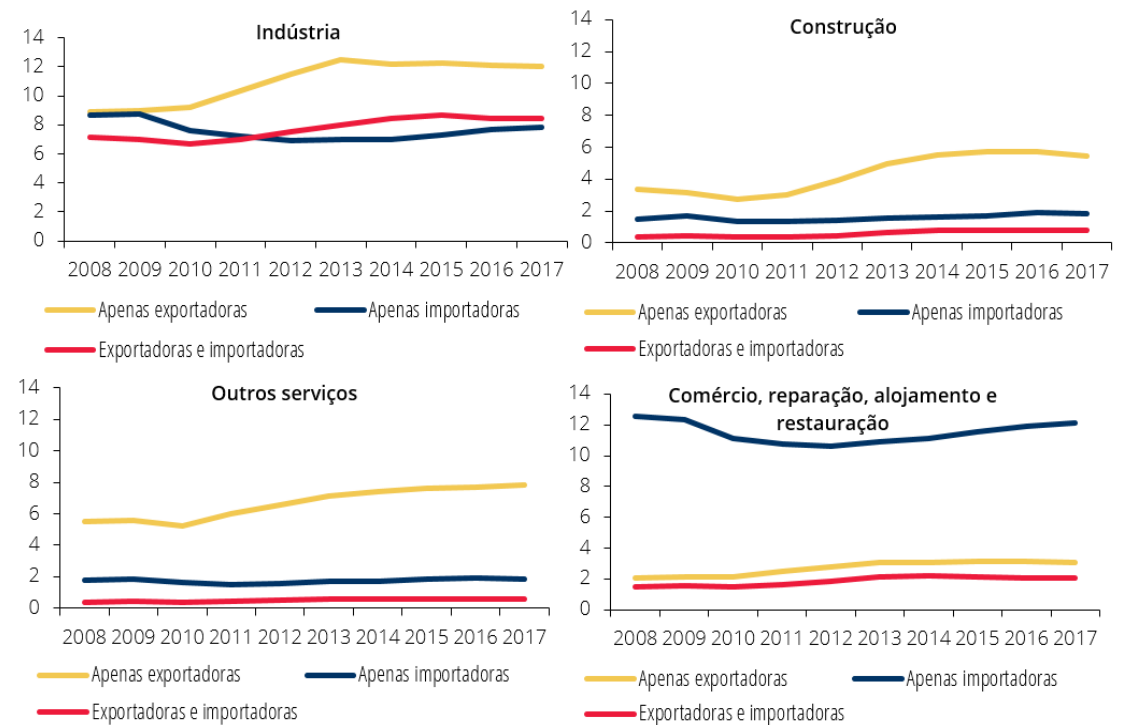 Indústria
14
12
10
8
6
4
2
0
2008 2009 2010 2011 2012 2013 2014 2015 2016 2017
Apenas exportadoras
Apenas importadoras
Exportadoras e importadoras
Construção
14
12
10
8
6
4
2
0
2008 2009 2010 2011 2012 2013 2014 2015 2016 2017
Apenas exportadoras
Apenas importadoras
Exportadoras e importadoras
Outros serviços
14
12
10
8
6
4
2
0
2008 2009 2010 2011 2012 2013 2014 2015 2016 2017
Apenas exportadoras
Apenas importadoras
Exportadoras e importadoras
Comércio, reparação, alojamento e
restauração
14
12
10
8
6
4
2
0
2008 2009 2010 2011 2012 2013 2014 2015 2016 2017
Apenas exportadoras
Apenas importadoras
Exportadoras e importadoras